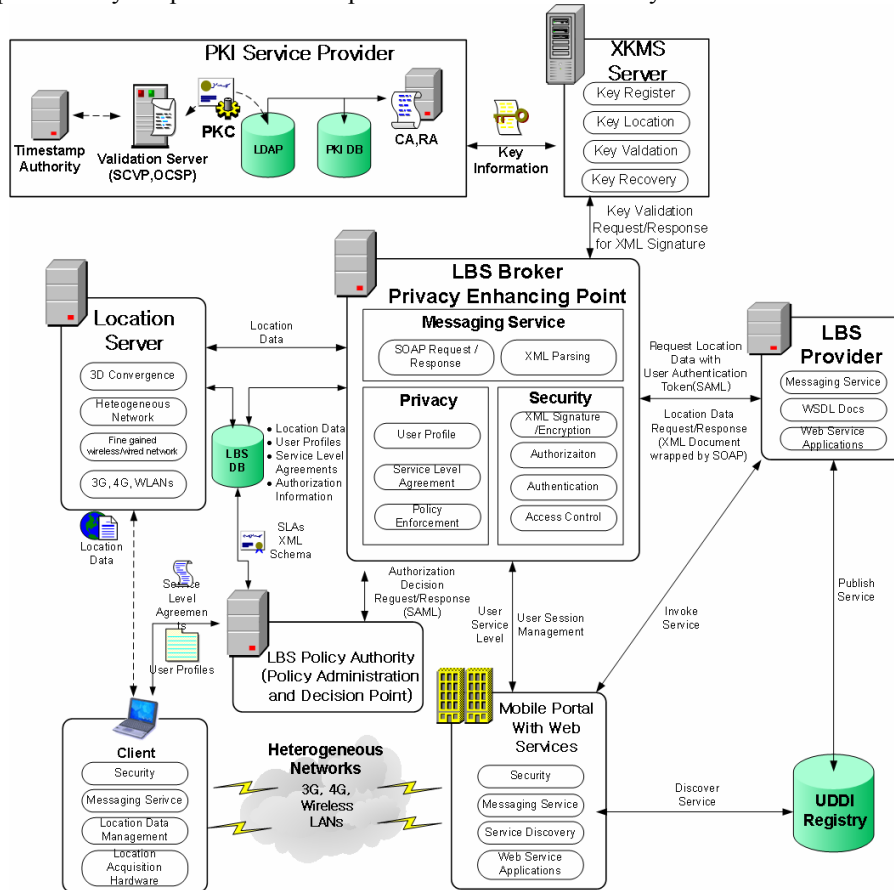 PKI Service Provider
Timestamp
Authority
Validation Server
(SCVP,OCSP)
PKC
LDAP
PKI DB
CA,RA
Key
Information
XKMS
Server
Key Register
Key Location
Key Valdation
Key Recovery
Key Validation
Request/Response
for XML Signature
LBS Broker
Privacy Enhancing Point
Messaging Service
SOAP Request /
Response
XML Parsing
Privacy
User Profile
Service Level
Agreement
Policy
Enforcement
Security
XML Signature
/Encryption
Authorizaiton
Authentication
Access Control
Location
Server
3D Convergence
Heteogeneous
Network
Fine gained
wireless/wired network
3G, 4G, WLANs
Location
Data
LBS
DB
• Location Data
• User Profiles
• Service Level
Agreements
• Authorization
Information
Request Location
Data with
User Authentication
Token(SAML)
Location Data
Request/Response
(XML Document
wrapped by SOAP)
LBS
Provider
Messaging Service
WSDL Docs
Web Service
Applications
Location
Data
SLAs
XML
Schema
Service
Level
Agreeme
nts
User Profiles
Authorization
Decision
Reguest/Response
(SAML)
LBS Policy Authority
(Policy Administration
and Decision Point)
User
Service
Level
User Session
Management
Invoke
Service
Publish
Service
Client
Security
Messaging Serivce
Location Data
Management
Location
Acquisition
Hardware
Heterogeneous
Networks
3G, 4G,
Wireless
LANs
Mobile Portal
With Web
Services
Security
Messaging Service
Service Discovery
Web Service
Applications
Discover
Service
UDDI
Registry